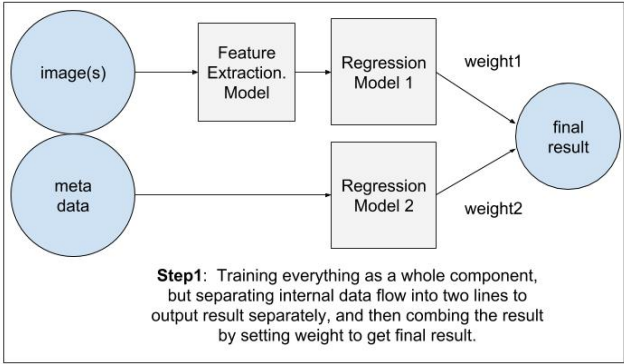 image(s)
Feature
Extraction.
Model
Regression
Model 1
weight1
final
result
meta
data
Regression
Model 2
weight2
Step1: Training everything as a whole component,
but separating internal data flow into two lines to
output result separately, and then combing the result
by setting weight to get final result.